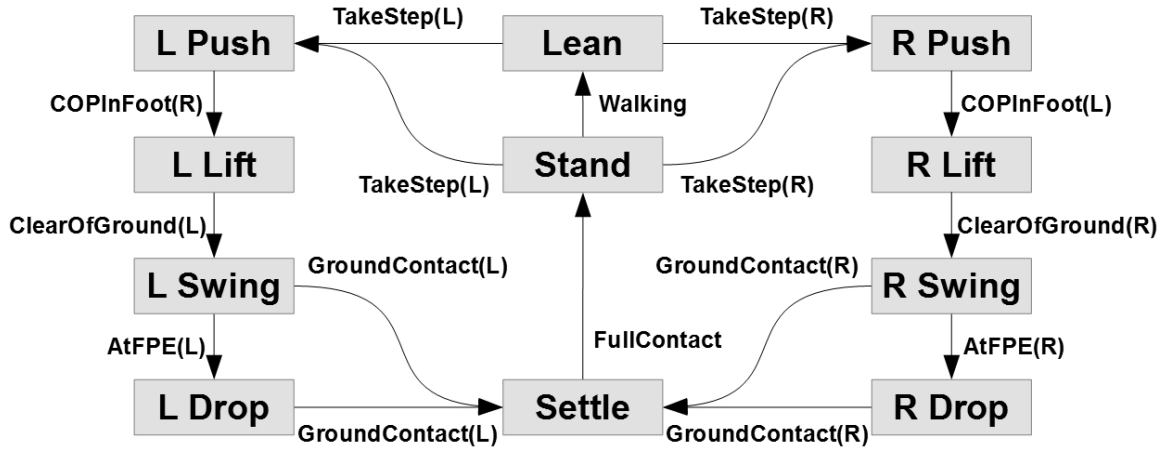 TakeStep(L)
TakeStep(R)
L Push
Lean
R Push
COPInFoot(R)
Walking
COPInFoot(L)
L Lift
Stand
R Lift
TakeStep(L)
TakeStep(R)
ClearOfGround(L)
ClearOfGround(R)
GroundContact(L)
GroundContact(R)
L Swing
R Swing
AtFPE(L)
FullContact
AtFPE(R)
L Drop
Settle
R Drop
GroundContact(L)
GroundContact(R)